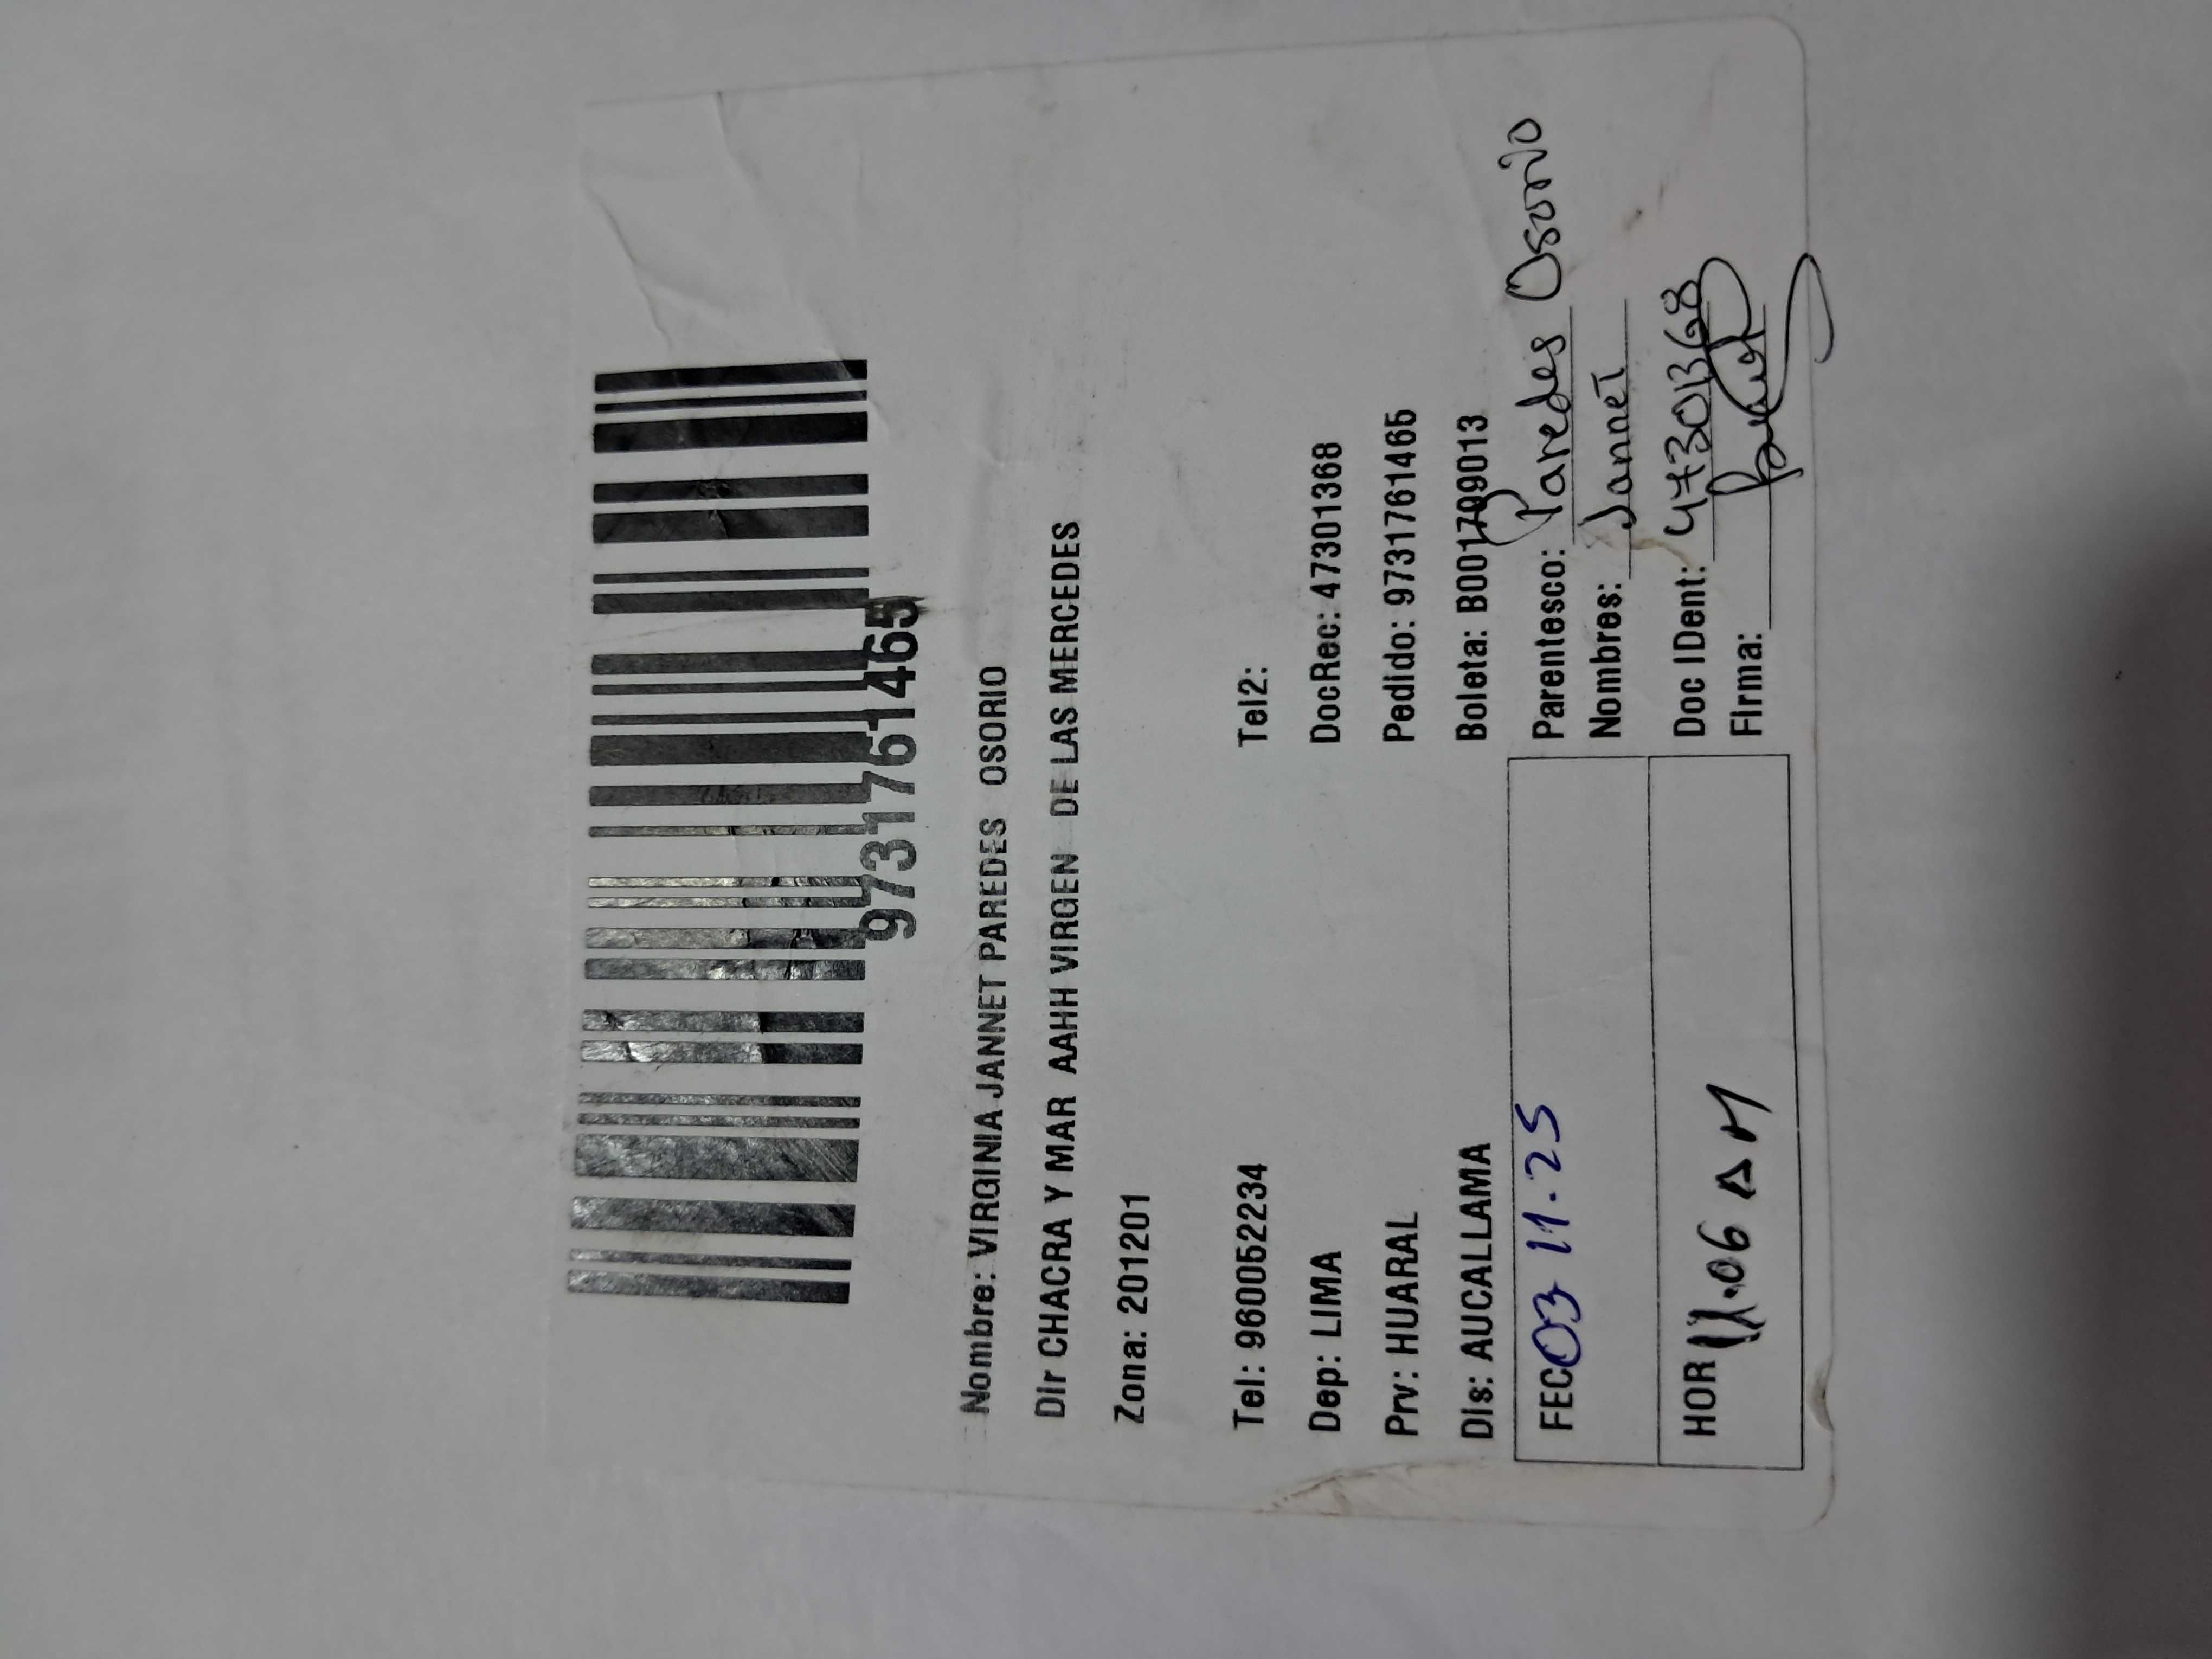 9731761465
Nombre: VIRGINIA JANNET PAREDES OSORIO
Dir CHACRA Y MAR AAHH VIRGEN DE LAS MERCEDES
Zona: 201201
Tel: 960052234 Tel2:
Dep: LIMA DocRec: 47301368
Prv: HUARAL Pedido: 9731761465
Dis: AUCALLAMA Boleta: B001799013
FEC 03 11.25 Parentesco: Paredes Osorio
Nombres: Jannet
HOR 11.06 AM Doc IDent: 47301368
Firma: